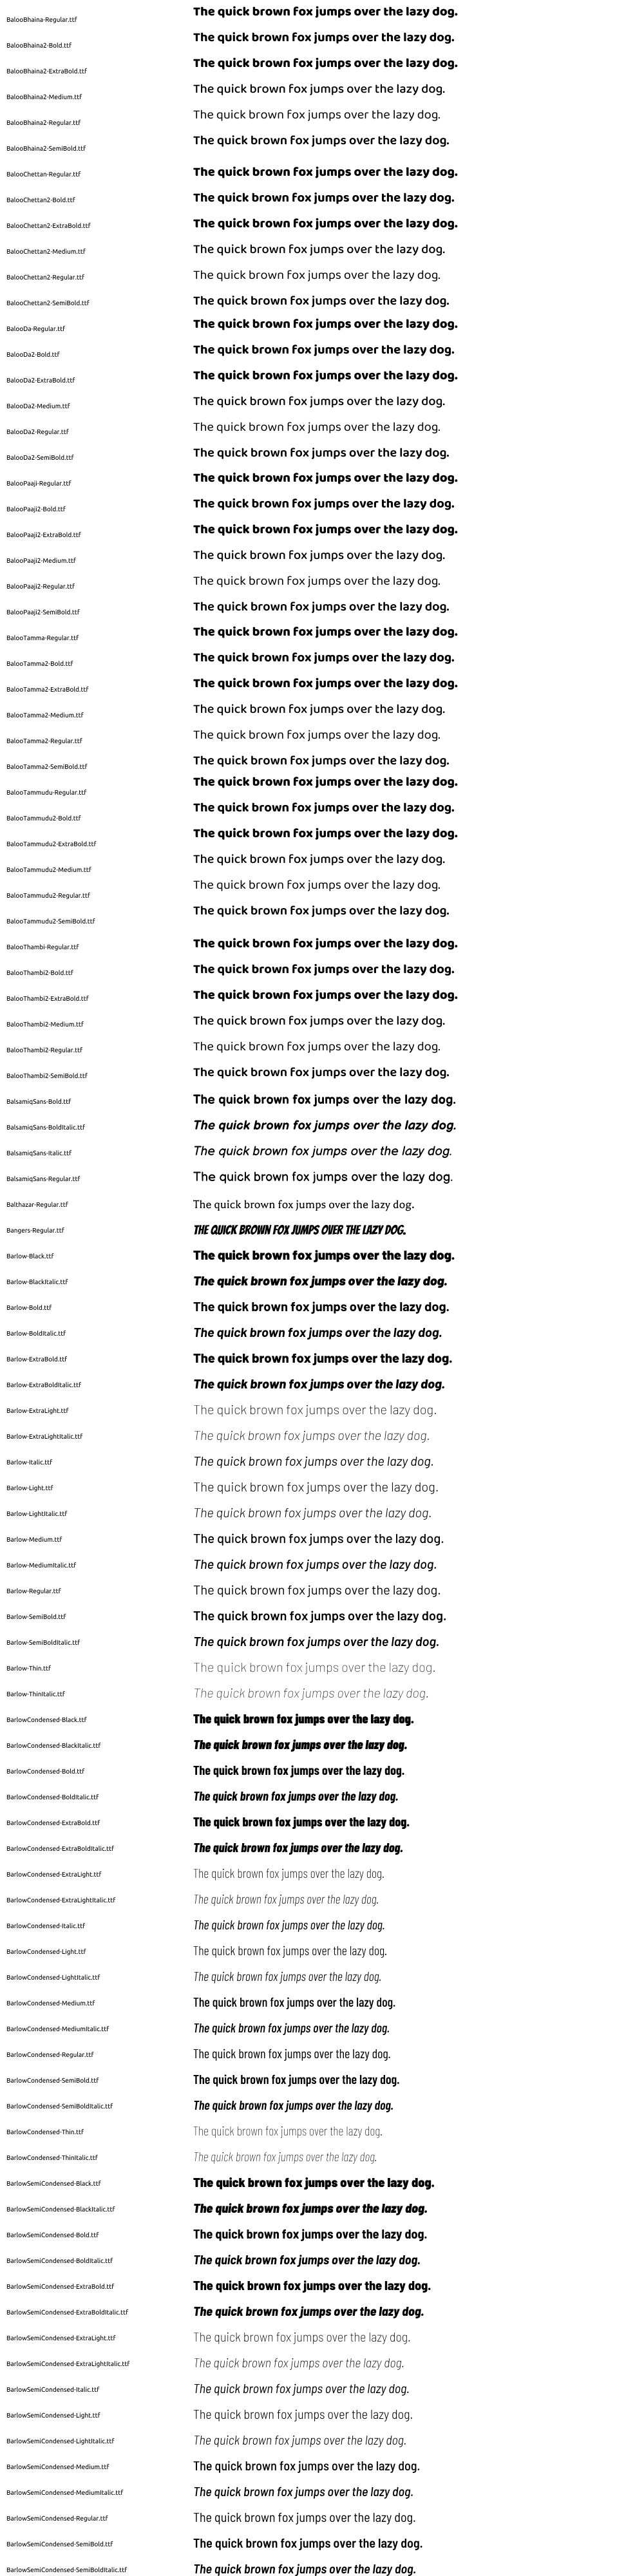 BalooBhaina-Regular.ttf The quick brown fox jumps over the lazy dog.
BalooBhaina2-Bold.ttf The quick brown fox jumps over the lazy dog.
BalooBhaina2-ExtraBold.ttf The quick brown fox jumps over the lazy dog.
BalooBhaina2-Medium.ttf The quick brown fox jumps over the lazy dog.
BalooBhaina2-Regular.ttf The quick brown fox jumps over the lazy dog.
BalooBhaina2-SemiBold.ttf The quick brown fox jumps over the lazy dog.
BalooChettan-Regular.ttf The quick brown fox jumps over the lazy dog.
BalooChettan2-Bold.ttf The quick brown fox jumps over the lazy dog.
BalooChettan2-ExtraBold.ttf The quick brown fox jumps over the lazy dog.
BalooChettan2-Medium.ttf The quick brown fox jumps over the lazy dog.
BalooChettan2-Regular.ttf The quick brown fox jumps over the lazy dog.
BalooChettan2-SemiBold.ttf The quick brown fox jumps over the lazy dog.
BalooDa-Regular.ttf The quick brown fox jumps over the lazy dog.
BalooDa2-Bold.ttf The quick brown fox jumps over the lazy dog.
BalooDa2-ExtraBold.ttf The quick brown fox jumps over the lazy dog.
BalooDa2-Medium.ttf The quick brown fox jumps over the lazy dog.
BalooDa2-Regular.ttf The quick brown fox jumps over the lazy dog.
BalooDa2-SemiBold.ttf The quick brown fox jumps over the lazy dog.
BalooPaaji-Regular.ttf The quick brown fox jumps over the lazy dog.
BalooPaaji2-Bold.ttf The quick brown fox jumps over the lazy dog.
BalooPaaji2-ExtraBold.ttf The quick brown fox jumps over the lazy dog.
BalooPaaji2-Medium.ttf The quick brown fox jumps over the lazy dog.
BalooPaaji2-Regular.ttf The quick brown fox jumps over the lazy dog.
BalooPaaji2-SemiBold.ttf The quick brown fox jumps over the lazy dog.
BalooTamma-Regular.ttf The quick brown fox jumps over the lazy dog.
BalooTamma2-Bold.ttf The quick brown fox jumps over the lazy dog.
BalooTamma2-ExtraBold.ttf The quick brown fox jumps over the lazy dog.
BalooTamma2-Medium.ttf The quick brown fox jumps over the lazy dog.
BalooTamma2-Regular.ttf The quick brown fox jumps over the lazy dog.
BalooTamma2-SemiBold.ttf The quick brown fox jumps over the lazy dog.
BalooTammudu-Regular.ttf The quick brown fox jumps over the lazy dog.
BalooTammudu2-Bold.ttf The quick brown fox jumps over the lazy dog.
BalooTammudu2-ExtraBold.ttf The quick brown fox jumps over the lazy dog.
BalooTammudu2-Medium.ttf The quick brown fox jumps over the lazy dog.
BalooTammudu2-Regular.ttf The quick brown fox jumps over the lazy dog.
BalooTammudu2-SemiBold.ttf The quick brown fox jumps over the lazy dog.
BalooThambi-Regular.ttf The quick brown fox jumps over the lazy dog.
BalooThambi2-Bold.ttf The quick brown fox jumps over the lazy dog.
BalooThambi2-ExtraBold.ttf The quick brown fox jumps over the lazy dog.
BalooThambi2-Medium.ttf The quick brown fox jumps over the lazy dog.
BalooThambi2-Regular.ttf The quick brown fox jumps over the lazy dog.
BalooThambi2-SemiBold.ttf The quick brown fox jumps over the lazy dog.
BalsamiqSans-Bold.ttf The quick brown fox jumps over the lazy dog.
BalsamiqSans-BoldItalic.ttf The quick brown fox jumps over the lazy dog.
BalsamiqSans-Italic.ttf The quick brown fox jumps over the lazy dog.
BalsamiqSans-Regular.ttf The quick brown fox jumps over the lazy dog.
Balthazar-Regular.ttf The quick brown fox jumps over the lazy dog.
Bangers-Regular.ttf THE QUICK BROWN FOX JUMPS OVER THE LAZY DOG.
Barlow-Black.ttf The quick brown fox jumps over the lazy dog.
Barlow-BlackItalic.ttf The quick brown fox jumps over the lazy dog.
Barlow-Bold.ttf The quick brown fox jumps over the lazy dog.
Barlow-BoldItalic.ttf The quick brown fox jumps over the lazy dog.
Barlow-ExtraBold.ttf The quick brown fox jumps over the lazy dog.
Barlow-ExtraBoldItalic.ttf The quick brown fox jumps over the lazy dog.
Barlow-ExtraLight.ttf The quick brown fox jumps over the lazy dog.
Barlow-ExtraLightItalic.ttf The quick brown fox jumps over the lazy dog.
Barlow-Italic.ttf The quick brown fox jumps over the lazy dog.
Barlow-Light.ttf The quick brown fox jumps over the lazy dog.
Barlow-LightItalic.ttf The quick brown fox jumps over the lazy dog.
Barlow-Medium.ttf The quick brown fox jumps over the lazy dog.
Barlow-MediumItalic.ttf The quick brown fox jumps over the lazy dog.
Barlow-Regular.ttf The quick brown fox jumps over the lazy dog.
Barlow-SemiBold.ttf The quick brown fox jumps over the lazy dog.
Barlow-SemiBoldItalic.ttf The quick brown fox jumps over the lazy dog.
Barlow-Thin.ttf The quick brown fox jumps over the lazy dog.
Barlow-ThinItalic.ttf The quick brown fox jumps over the lazy dog.
BarlowCondensed-Black.ttf The quick brown fox jumps over the lazy dog.
BarlowCondensed-BlackItalic.ttf The quick brown fox jumps over the lazy dog.
BarlowCondensed-Bold.ttf The quick brown fox jumps over the lazy dog.
BarlowCondensed-BoldItalic.ttf The quick brown fox jumps over the lazy dog.
BarlowCondensed-ExtraBold.ttf The quick brown fox jumps over the lazy dog.
BarlowCondensed-ExtraBoldItalic.ttf The quick brown fox jumps over the lazy dog.
BarlowCondensed-ExtraLight.ttf The quick brown fox jumps over the lazy dog.
BarlowCondensed-ExtraLightItalic.ttf The quick brown fox jumps over the lazy dog.
BarlowCondensed-Italic.ttf The quick brown fox jumps over the lazy dog.
BarlowCondensed-Light.ttf The quick brown fox jumps over the lazy dog.
BarlowCondensed-LightItalic.ttf The quick brown fox jumps over the lazy dog.
BarlowCondensed-Medium.ttf The quick brown fox jumps over the lazy dog.
BarlowCondensed-MediumItalic.ttf The quick brown fox jumps over the lazy dog.
BarlowCondensed-Regular.ttf The quick brown fox jumps over the lazy dog.
BarlowCondensed-SemiBold.ttf The quick brown fox jumps over the lazy dog.
BarlowCondensed-SemiBoldItalic.ttf The quick brown fox jumps over the lazy dog.
BarlowCondensed-Thin.ttf The quick brown fox jumps over the lazy dog.
BarlowCondensed-ThinItalic.ttf The quick brown fox jumps over the lazy dog.
BarlowSemiCondensed-Black.ttf The quick brown fox jumps over the lazy dog.
BarlowSemiCondensed-BlackItalic.ttf The quick brown fox jumps over the lazy dog.
BarlowSemiCondensed-Bold.ttf The quick brown fox jumps over the lazy dog.
BarlowSemiCondensed-BoldItalic.ttf The quick brown fox jumps over the lazy dog.
BarlowSemiCondensed-ExtraBold.ttf The quick brown fox jumps over the lazy dog.
BarlowSemiCondensed-ExtraBoldItalic.ttf The quick brown fox jumps over the lazy dog.
BarlowSemiCondensed-ExtraLight.ttf The quick brown fox jumps over the lazy dog.
BarlowSemiCondensed-ExtraLightItalic.ttf The quick brown fox jumps over the lazy dog.
BarlowSemiCondensed-Italic.ttf The quick brown fox jumps over the lazy dog.
BarlowSemiCondensed-Light.ttf The quick brown fox jumps over the lazy dog.
BarlowSemiCondensed-LightItalic.ttf The quick brown fox jumps over the lazy dog.
BarlowSemiCondensed-Medium.ttf The quick brown fox jumps over the lazy dog.
BarlowSemiCondensed-MediumItalic.ttf The quick brown fox jumps over the lazy dog.
BarlowSemiCondensed-Regular.ttf The quick brown fox jumps over the lazy dog.
BarlowSemiCondensed-SemiBold.ttf The quick brown fox jumps over the lazy dog.
BarlowSemiCondensed-SemiBoldItalic.ttf The quick brown fox jumps over the lazy dog.